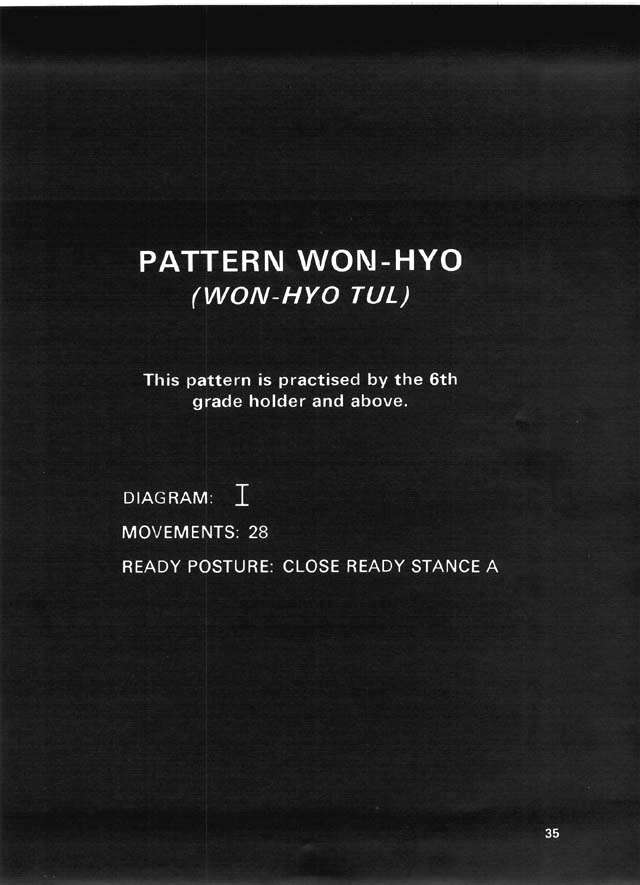 PATTERN WON-HYO
(WON-HYO TUL)
This pattern is practised by the 6th
grade holder and above.
DIAGRAM: I
MOVEMENTS: 28
READY POSTURE: CLOSE READY STANCE A
35